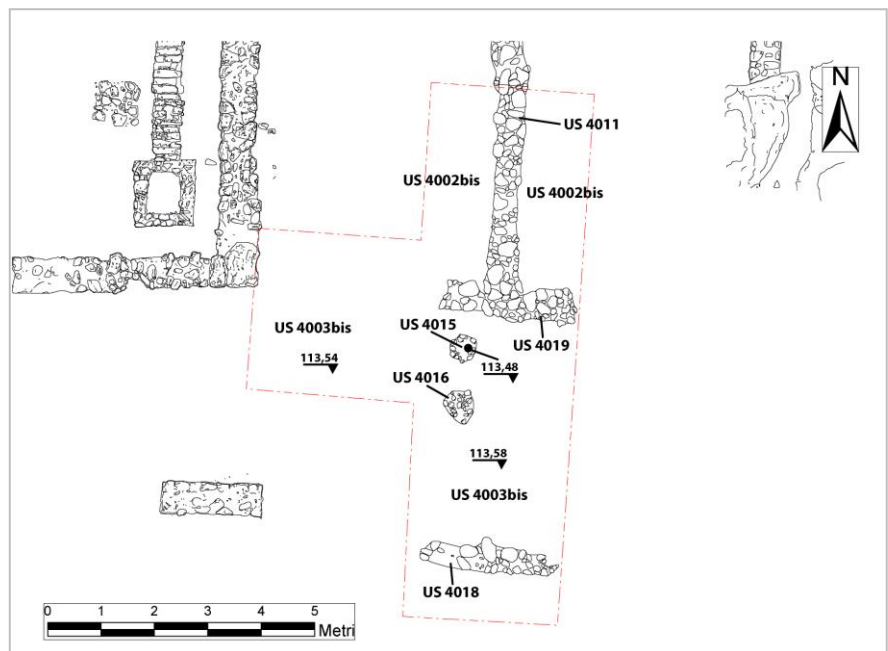 N
US 4011
US 4002bis
US 4002bis
US 4003bis
US 4015
US 4019
113,54
113,48
US 4016
113,58
US 4003bis
US 4018
0 1 2 3 4 5
Metri